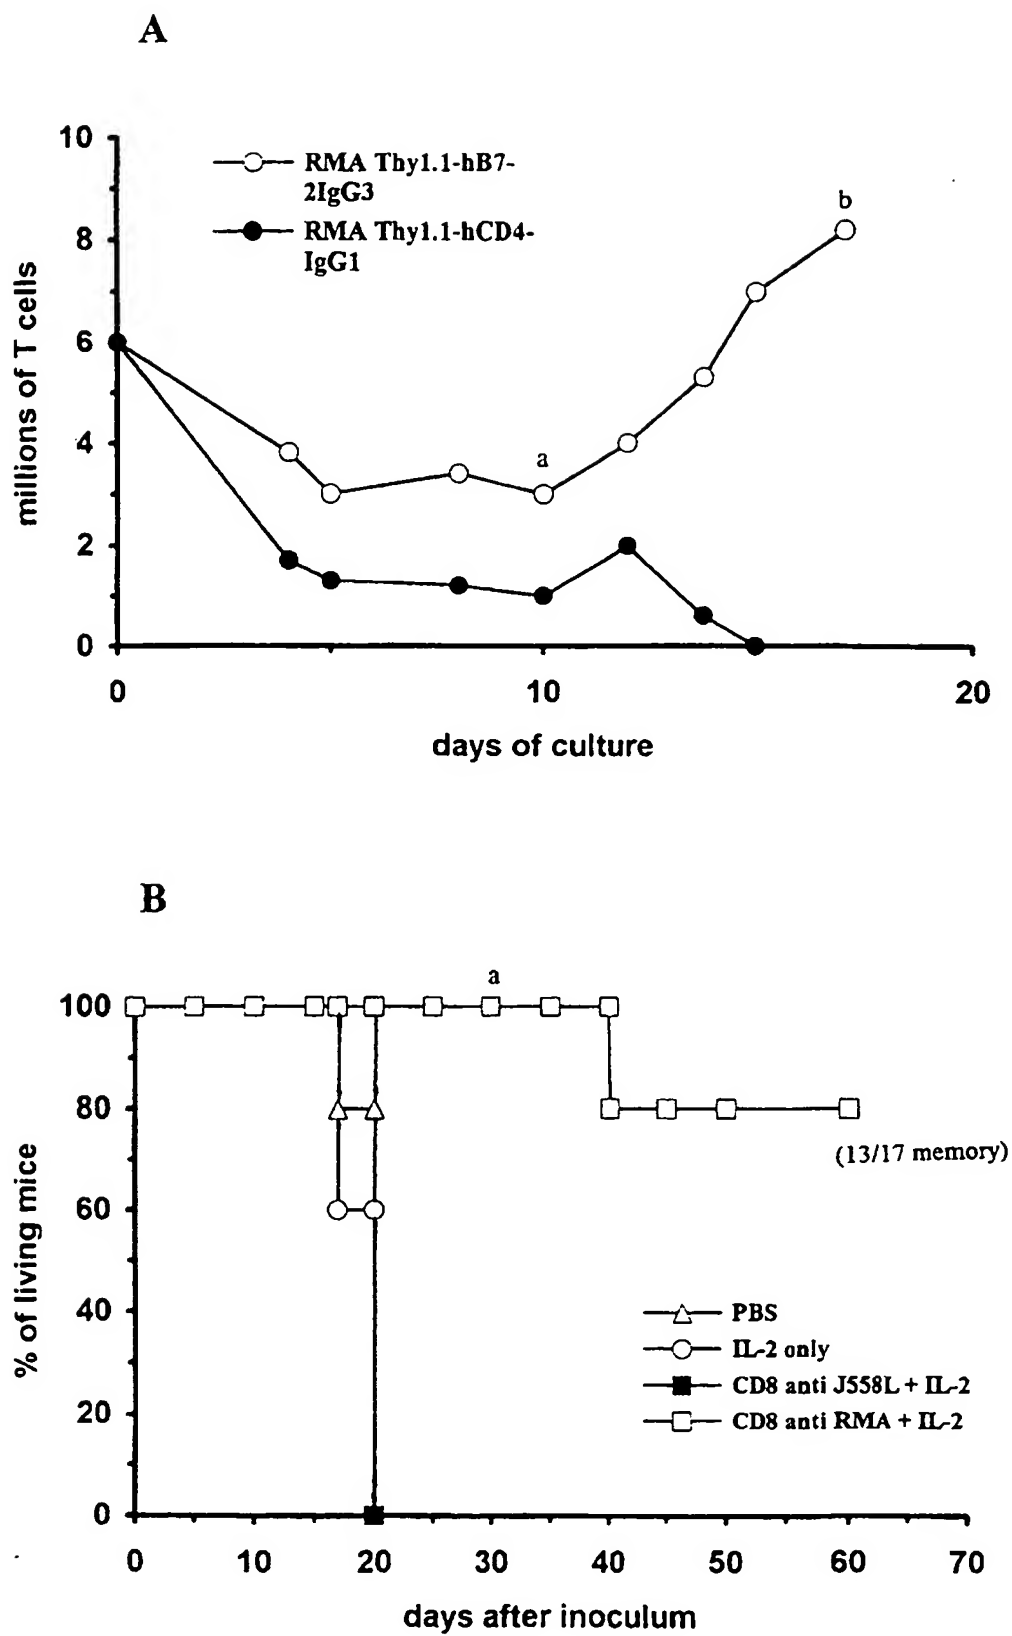 A
10
8
6
4
2
0
millions of T cells
RMA Thy1.1-hB7-
2IgG3
RMA Thy1.1-hCD4-
IgG1
a
b
0 10 20
days of culture
B
100
80
60
40
20
0
% of living mice
a
(13/17 memory)
PBS
IL-2 only
CD8 anti J558L + IL-2
CD8 anti RMA + IL-2
0 10 20 30 40 50 60 70
days after inoculum